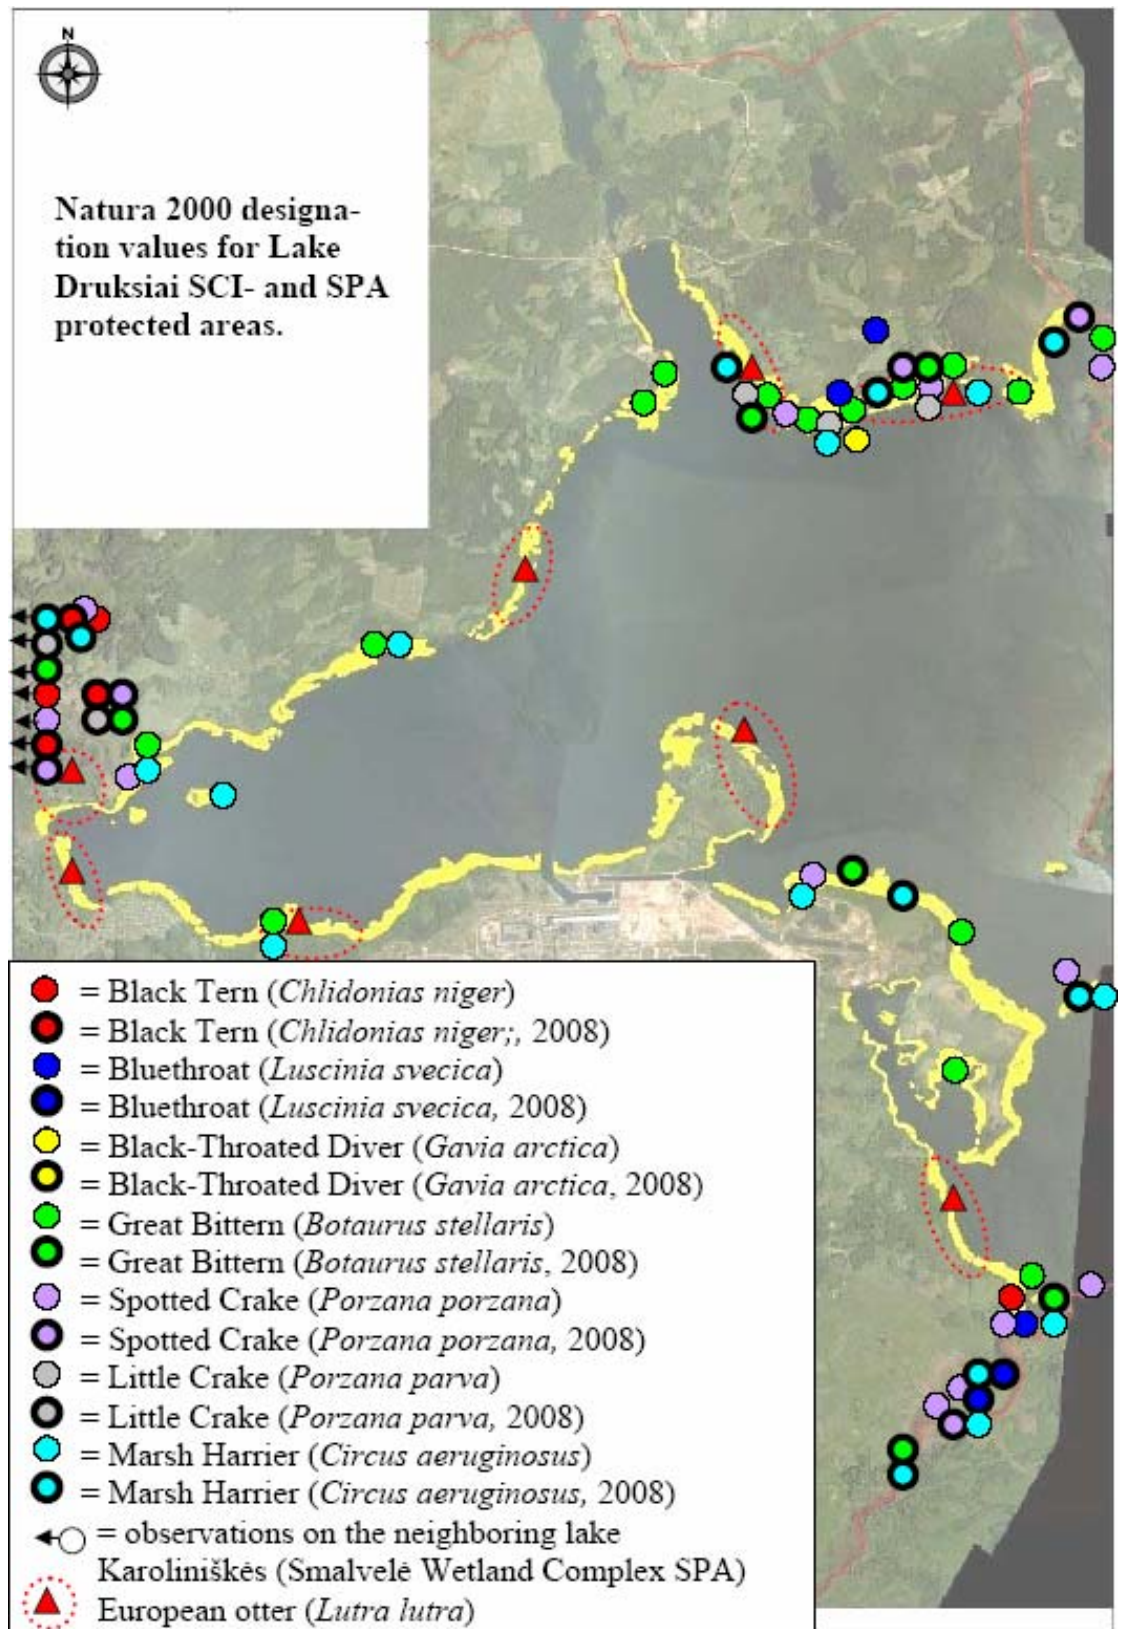 N
Natura 2000 designa-
tion values for Lake
Druksiai SCI- and SPA
protected areas.
= Black Tern (Chlidonias niger)
= Black Tern (Chlidonias niger;, 2008)
= Bluethroat (Luscinia svecica)
= Bluethroat (Luscinia svecica, 2008)
= Black-Throated Diver (Gavia arctica)
= Black-Throated Diver (Gavia arctica, 2008)
= Great Bittern (Botaurus stellaris)
= Great Bittern (Botaurus stellaris, 2008)
= Spotted Crake (Porzana porzana)
= Spotted Crake (Porzana porzana, 2008)
= Little Crake (Porzana parva)
= Little Crake (Porzana parva, 2008)
= Marsh Harrier (Circus aeruginosus)
= Marsh Harrier (Circus aeruginosus, 2008)
= observations on the neighboring lake
Karoliniškės (Smalvelė Wetland Complex SPA)
European otter (Lutra lutra)